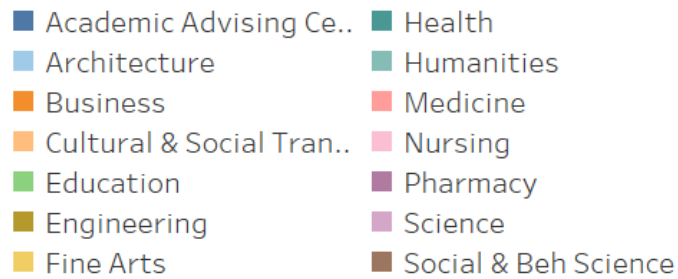 Academic Advising Ce..
Architecture
Business
Cultural & Social Tran..
Education
Engineering
Fine Arts
Health
Humanities
Medicine
Nursing
Pharmacy
Science
Social & Beh Science